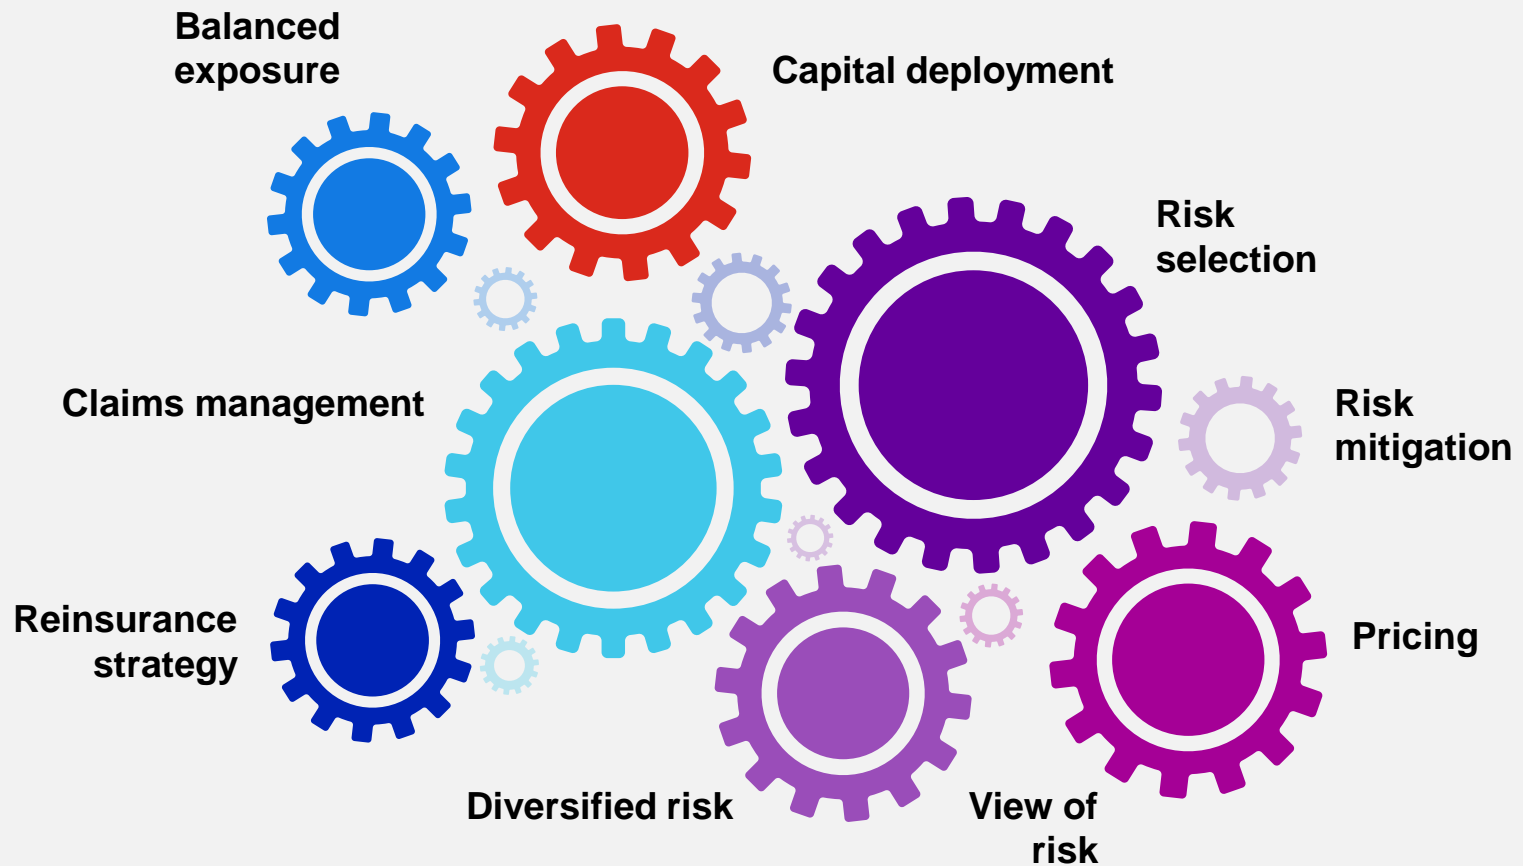 Balanced
exposure
Capital deployment
Risk
selection
Claims management
Risk
mitigation
Reinsurance
strategy
Pricing
Diversified risk
View of
risk